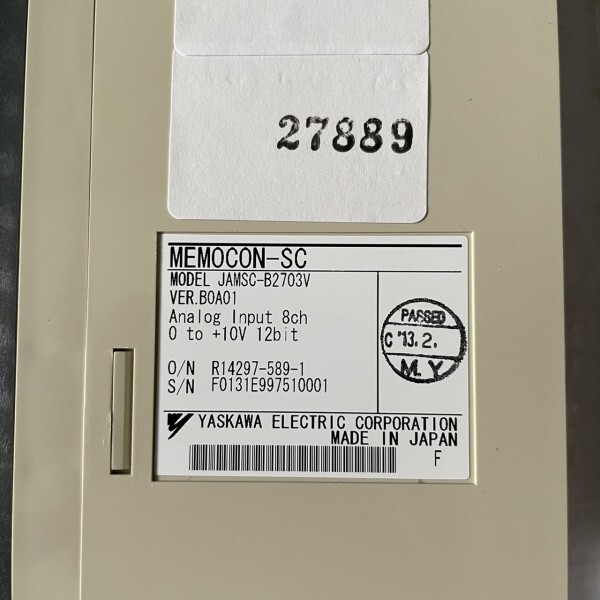 27889
MEMOCON-SC
MODEL JAMSC-B2703V
VER.B0A01
Analog Input 8ch
0 to +10V 12bit
O/N R14297-589-1
S/N F0131E997510001
PASSED
C '13.2.
M.Y
YASKAWA ELECTRIC CORPORATION
MADE IN JAPAN
F